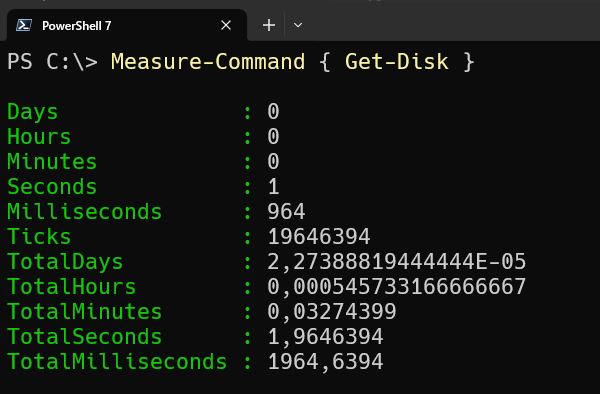 PowerShell 7
PS C:\> Measure-Command { Get-Disk }
Days : 0
Hours : 0
Minutes : 0
Seconds : 1
Milliseconds : 964
Ticks : 19646394
TotalDays : 2,27388819444444E-05
TotalHours : 0,000545733166666667
TotalMinutes : 0,03274399
TotalSeconds : 1,9646394
TotalMilliseconds : 1964,6394